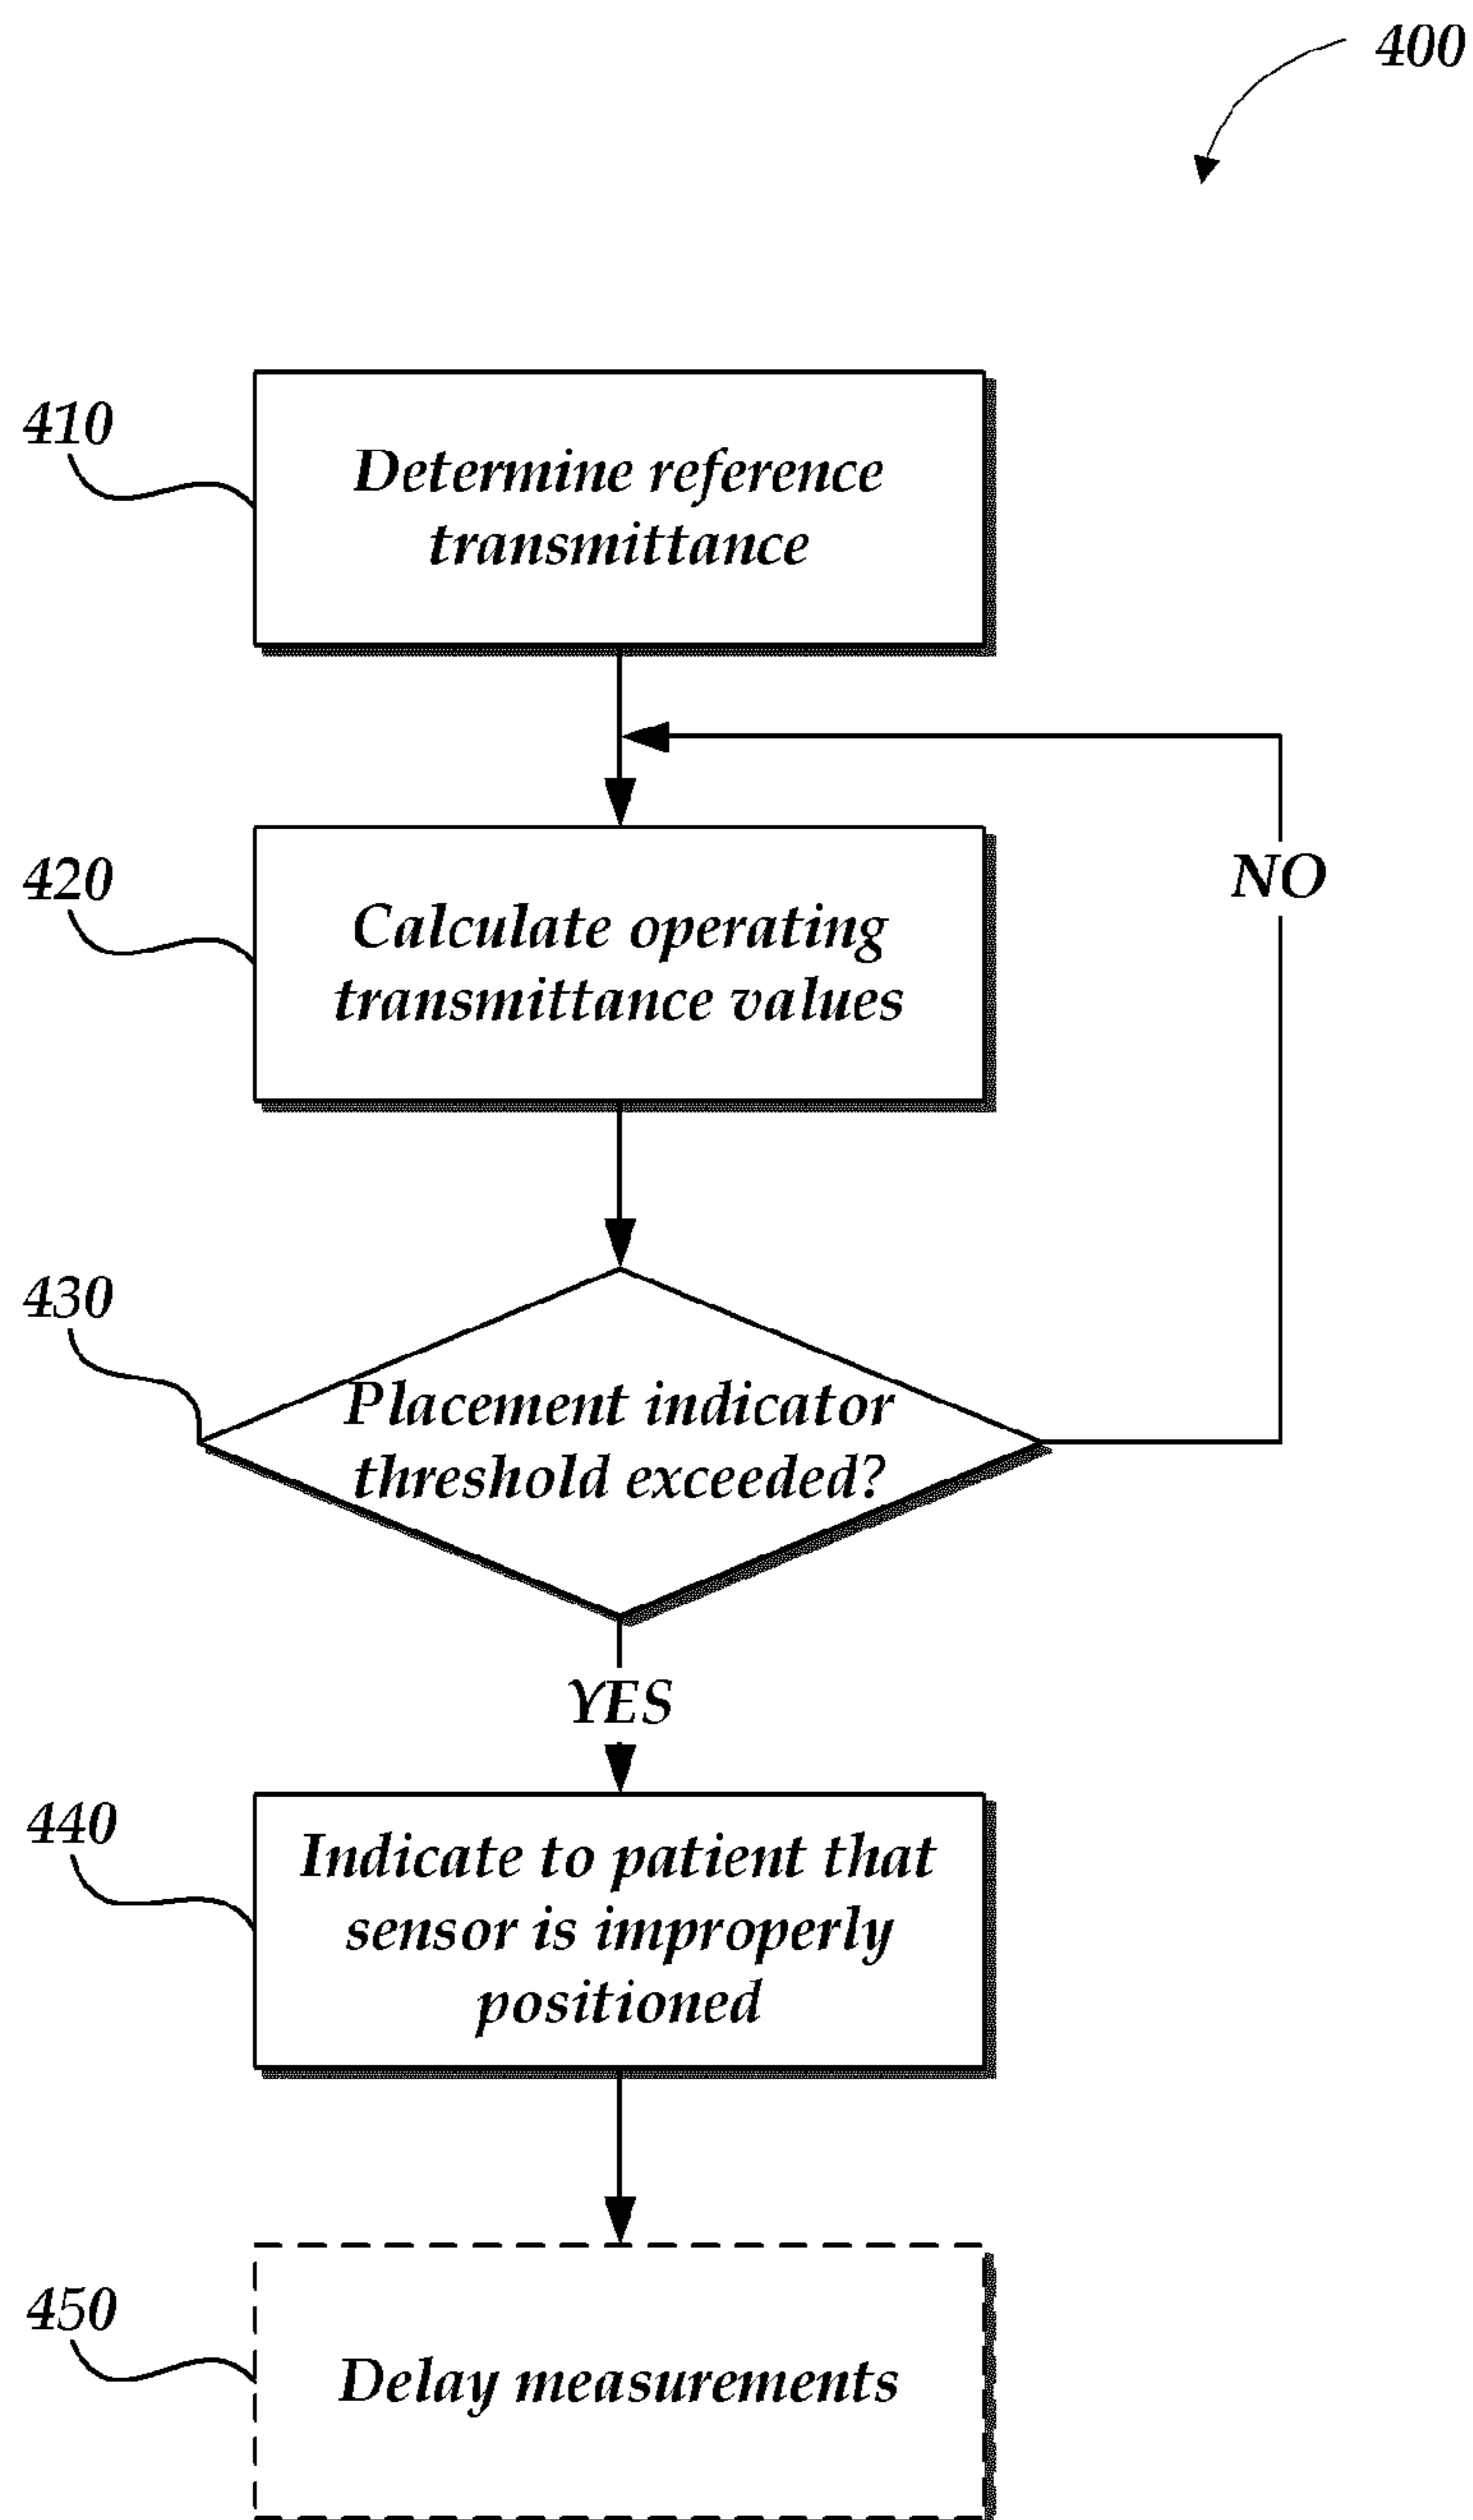 400
410
Determine reference
transmittance
420
Calculate operating
transmittance values
NO
430
Placement indicator
threshold exceeded?
YES
440
Indicate to patient that
sensor is improperly
positioned
450
Delay measurements